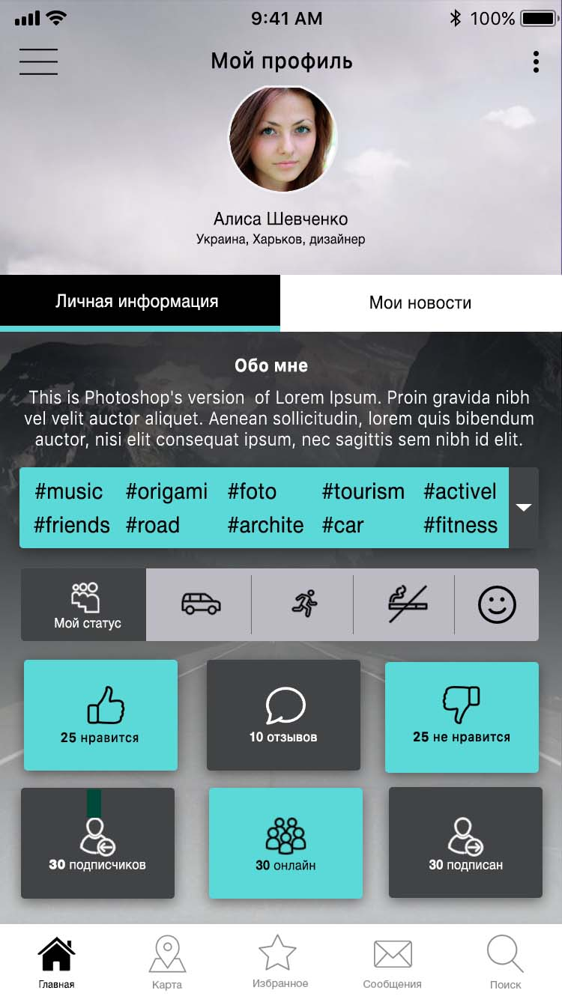 9:41 AM 100%
Мой профиль
Алиса Шевченко
Украина, Харьков, дизайнер
Личная информация Мои новости
Обо мне
This is Photoshop's version of Lorem Ipsum. Proin gravida nibh
vel velit auctor aliquet. Aenean sollicitudin, lorem quis bibendum
auctor, nisi elit consequat ipsum, nec sagittis sem nibh id elit.
#music #origami #foto #tourism #activel
#friends #road #archite #car #fitness
Мой статус
25 нравится 10 отзывов 25 не нравится
30 подписчиков 30 онлайн 30 подписан
Главная Карта Избранное Сообщения Поиск